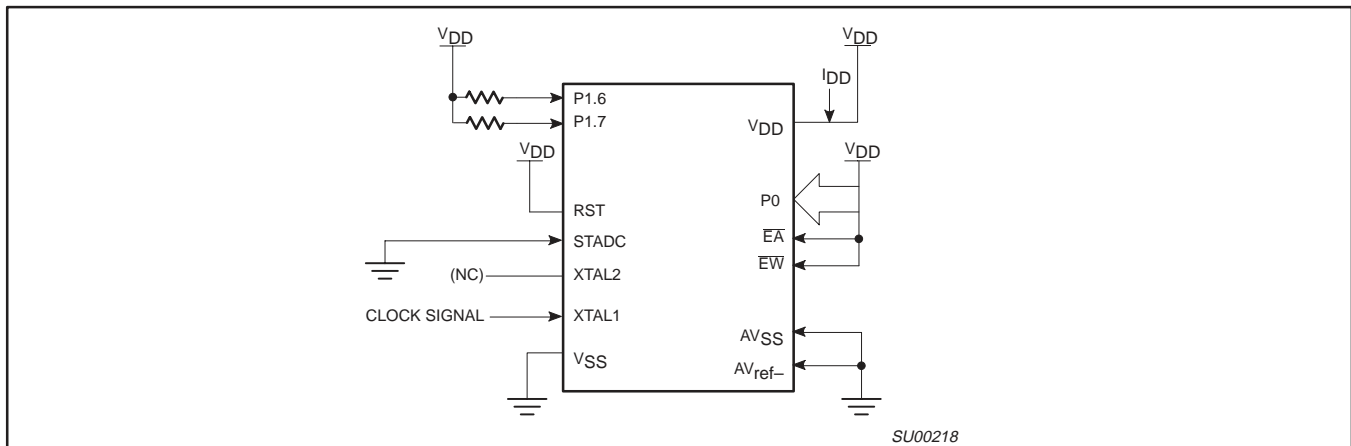 VDD
P1.6
P1.7
VDD
RST
STADC
(NC)
XTAL2
CLOCK SIGNAL
XTAL1
VSS
VDD
IDD
VDD
VDD
P0
EA
EW
AVSS
AVref–
SU00218